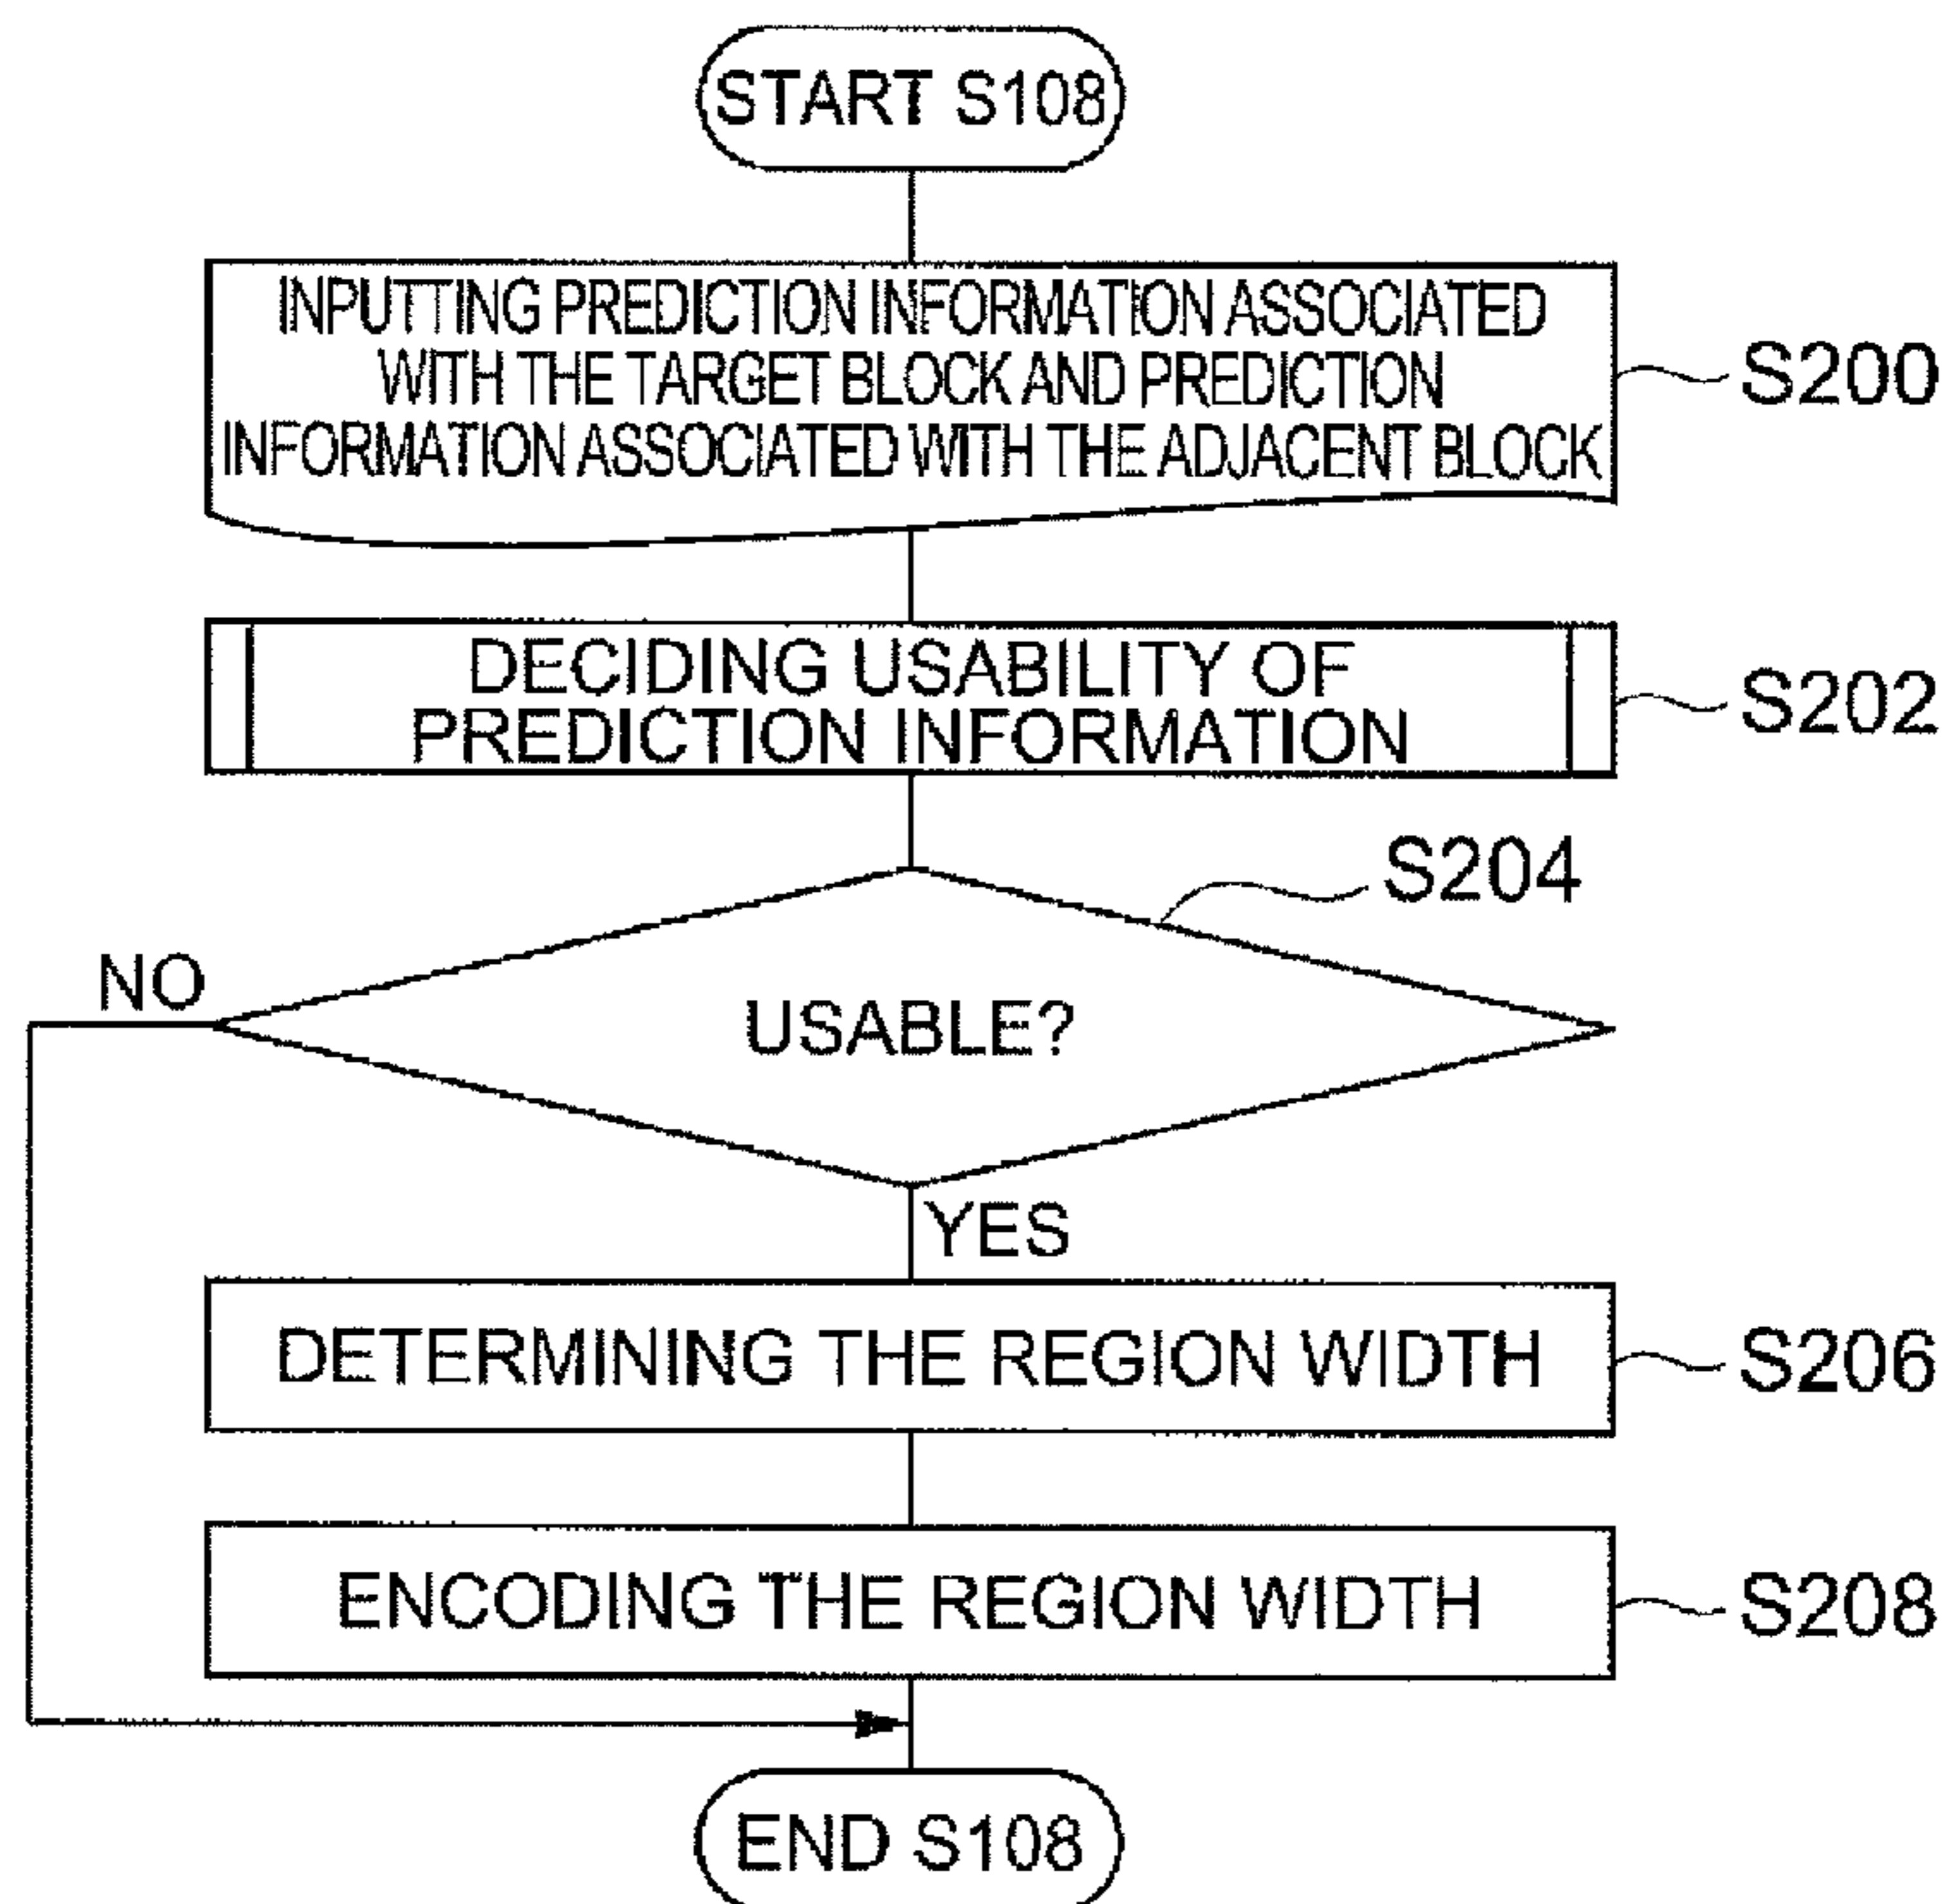 START S108
INPUTTING PREDICTION INFORMATION ASSOCIATED
WITH THE TARGET BLOCK AND PREDICTION
INFORMATION ASSOCIATED WITH THE ADJACENT BLOCK
S200
DECIDING USABILITY OF
PREDICTION INFORMATION
S202
S204
NO
USABLE?
YES
DETERMINING THE REGION WIDTH
S206
ENCODING THE REGION WIDTH
S208
END S108